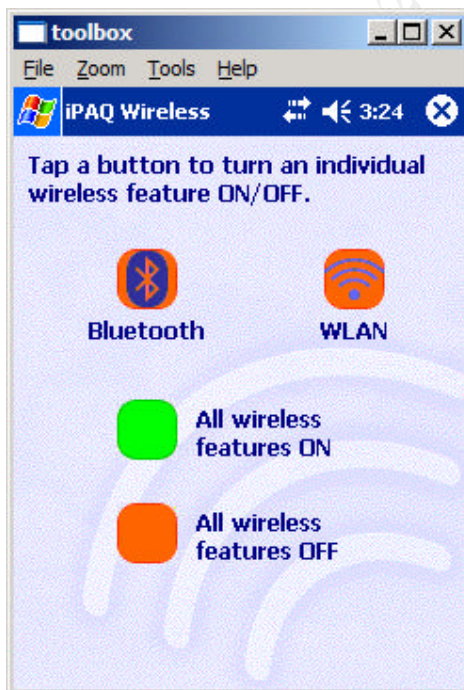 toolbox
File Zoom Tools Help
iPAQ Wireless 3:24
Tap a button to turn an individual
wireless feature ON/OFF.
Bluetooth WLAN
All wireless
features ON
All wireless
features OFF